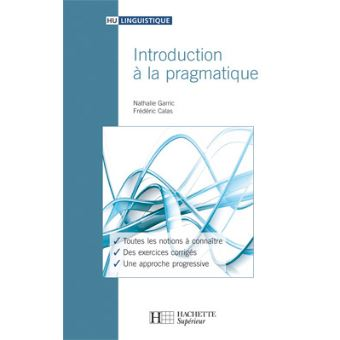 HU LINGUISTIQUE
Introduction
à la pragmatique
Nathalie Garric
Frédéric Calas
✓ Toutes les notions à connaître
✓ Des exercices corrigés
✓ Une approche progressive
H HACHETTE
Supérieur